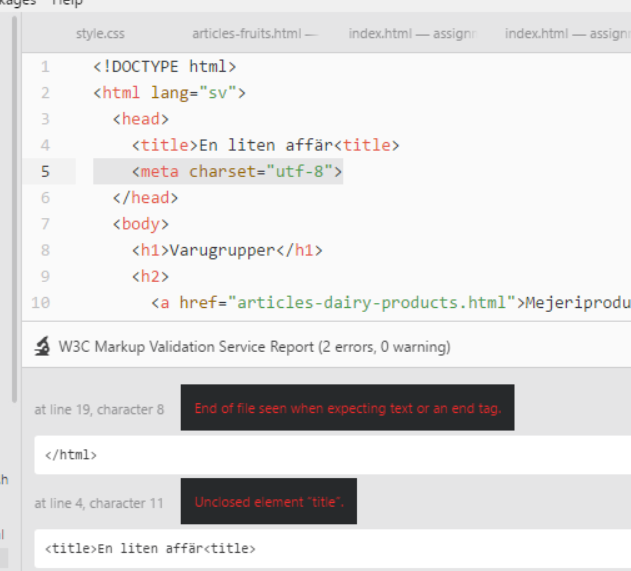 Help
style.css articles-fruits.html — index.html — index.html —
1 <!DOCTYPE html>
2 <html lang="sv">
3 <head>
4 <title>En liten affär<title>
5 <meta charset="utf-8">
6 </head>
7 <body>
8 <h1>Varugrupper</h1>
9 <h2>
10 <a href="articles-dairy-products.html">Mejeriprodu
W3C Markup Validation Service Report (2 errors, 0 warning)
at line 19, character 8 End of file seen when expecting text or an end tag.
</html>
at line 4, character 11 Unclosed element "title".
<title>En liten affär<title>